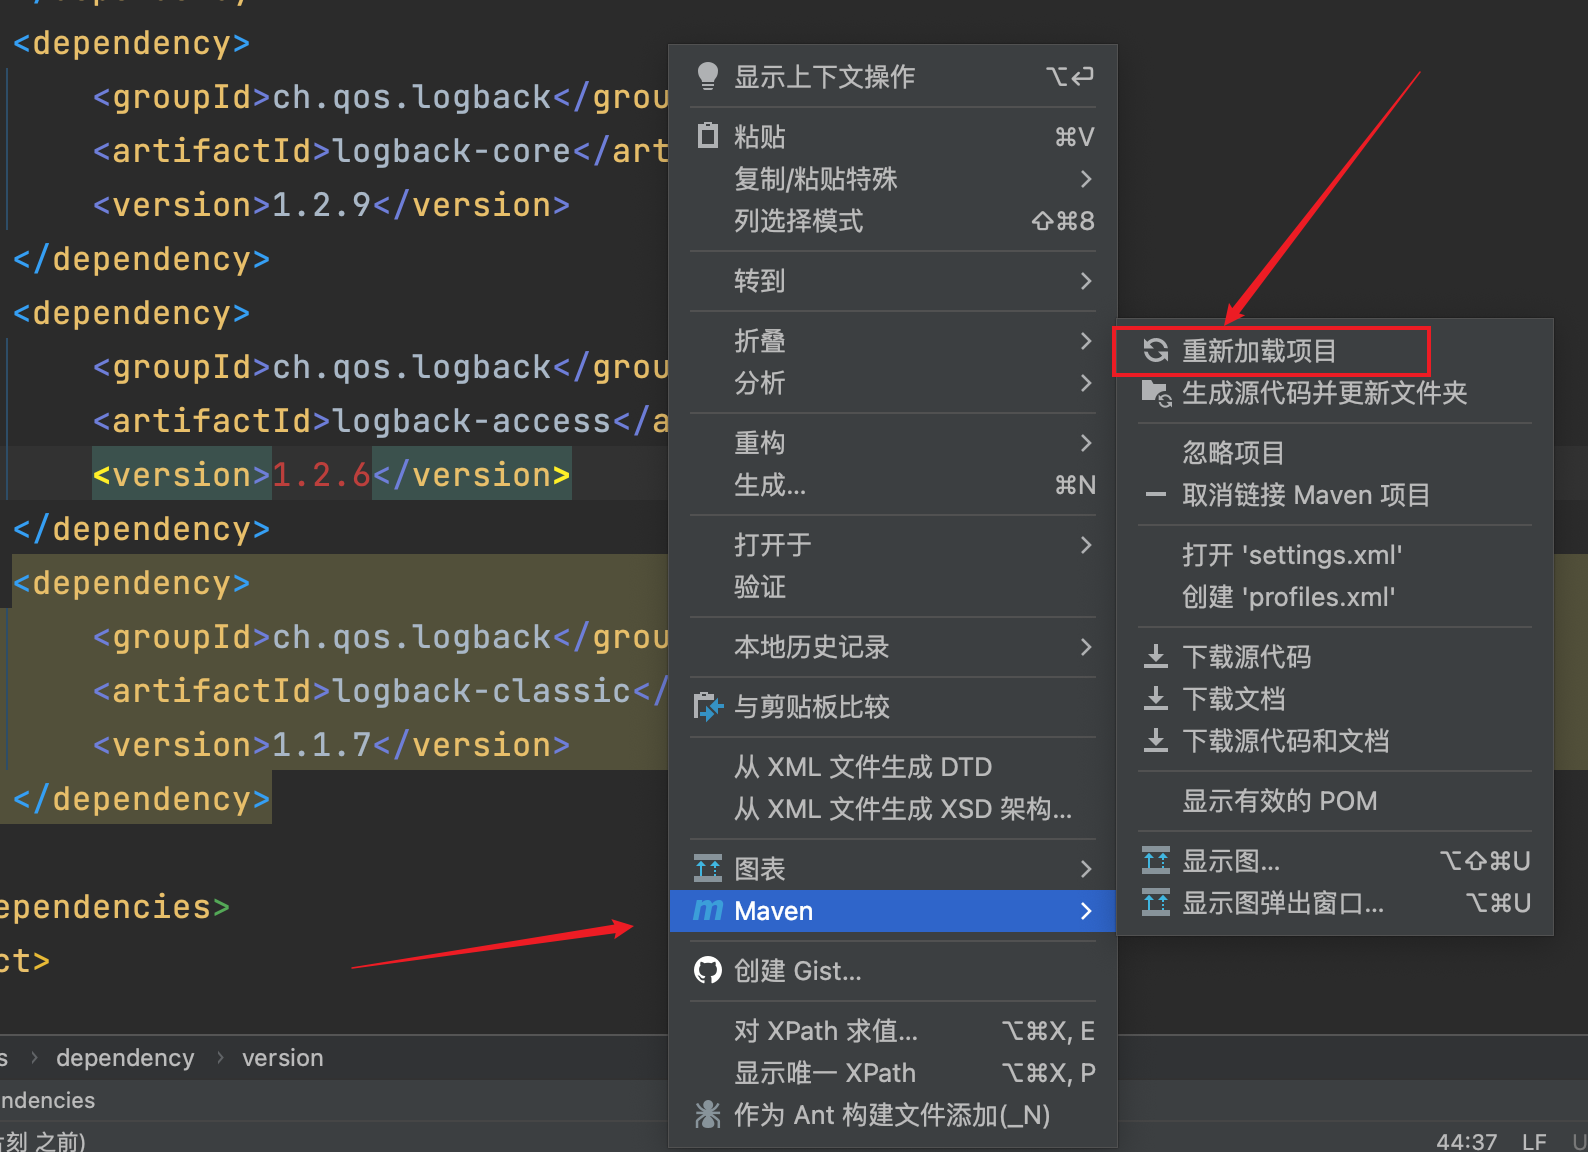 </dependency>
<dependency>
<groupId>ch.qos.logback</grou
<artifactId>logback-core</art
<version>1.2.9</version>
</dependency>
<dependency>
<groupId>ch.qos.logback</grou
<artifactId>logback-access</a
<version>1.2.6</version>
</dependency>
<dependency>
<groupId>ch.qos.logback</grou
<artifactId>logback-classic</
<version>1.1.7</version>
</dependency>
ependencies>
ct>
s › dependency › version
ndencies
片刻 之前)
显示上下文操作 ⌥⏎
粘贴 ⌘V
复制/粘贴特殊 >
列选择模式 ⇧⌘8
转到 >
折叠 >
分析 >
重构 >
生成... ⌘N
打开于 >
验证
本地历史记录 >
与剪贴板比较
从 XML 文件生成 DTD
从 XML 文件生成 XSD 架构...
图表 >
Maven >
创建 Gist...
对 XPath 求值... ⌥⌘X, E
显示唯一 XPath ⌥⌘X, P
作为 Ant 构建文件添加(_N)
重新加载项目
生成源代码并更新文件夹
忽略项目
取消链接 Maven 项目
打开 'settings.xml'
创建 'profiles.xml'
下载源代码
下载文档
下载源代码和文档
显示有效的 POM
显示图... ⌥⇧⌘U
显示图弹出窗口... ⌥⌘U
44:37 LF U